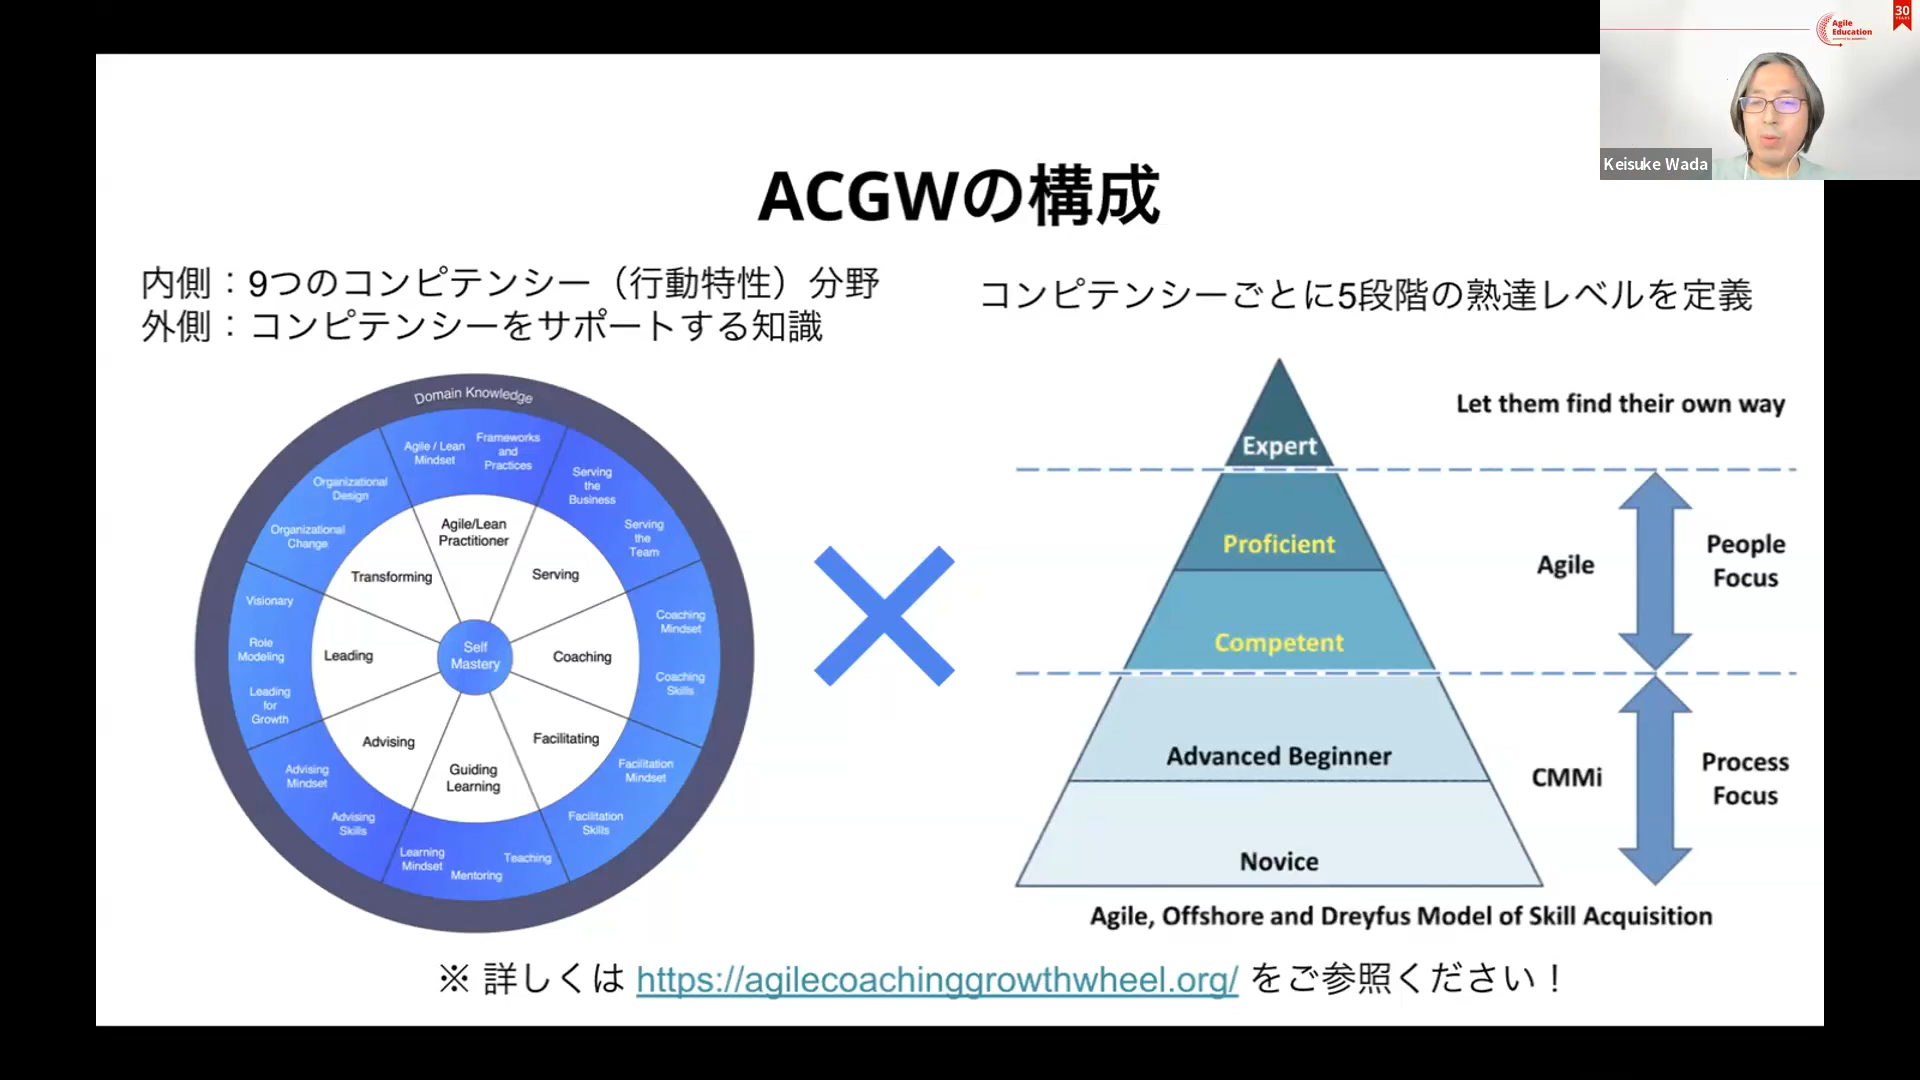 30
YEARS
Agile
Education
Keisuke Wada
ACGWの構成
内側：9つのコンピテンシー（行動特性）分野
外側：コンピテンシーをサポートする知識
コンピテンシーごとに5段階の熟達レベルを定義
Domain Knowledge
Agile / Lean
Mindset
Frameworks
and
Practices
Serving
the
Business
Serving
the
Team
Coaching
Mindset
Coaching
Skills
Facilitation
Mindset
Facilitation
Skills
Teaching
Mentoring
Learning
Mindset
Advising
Skills
Advising
Mindset
Leading
for
Growth
Role
Modeling
Visionary
Organizational
Change
Organizational
Design
Agile/Lean
Practitioner
Serving
Coaching
Facilitating
Guiding
Learning
Advising
Leading
Transforming
Self
Mastery
Let them find their own way
Expert
Proficient
Competent
Advanced Beginner
Novice
Agile
People
Focus
CMMi
Process
Focus
Agile, Offshore and Dreyfus Model of Skill Acquisition
※ 詳しくは https://agilecoachinggrowthwheel.org/ をご参照ください！